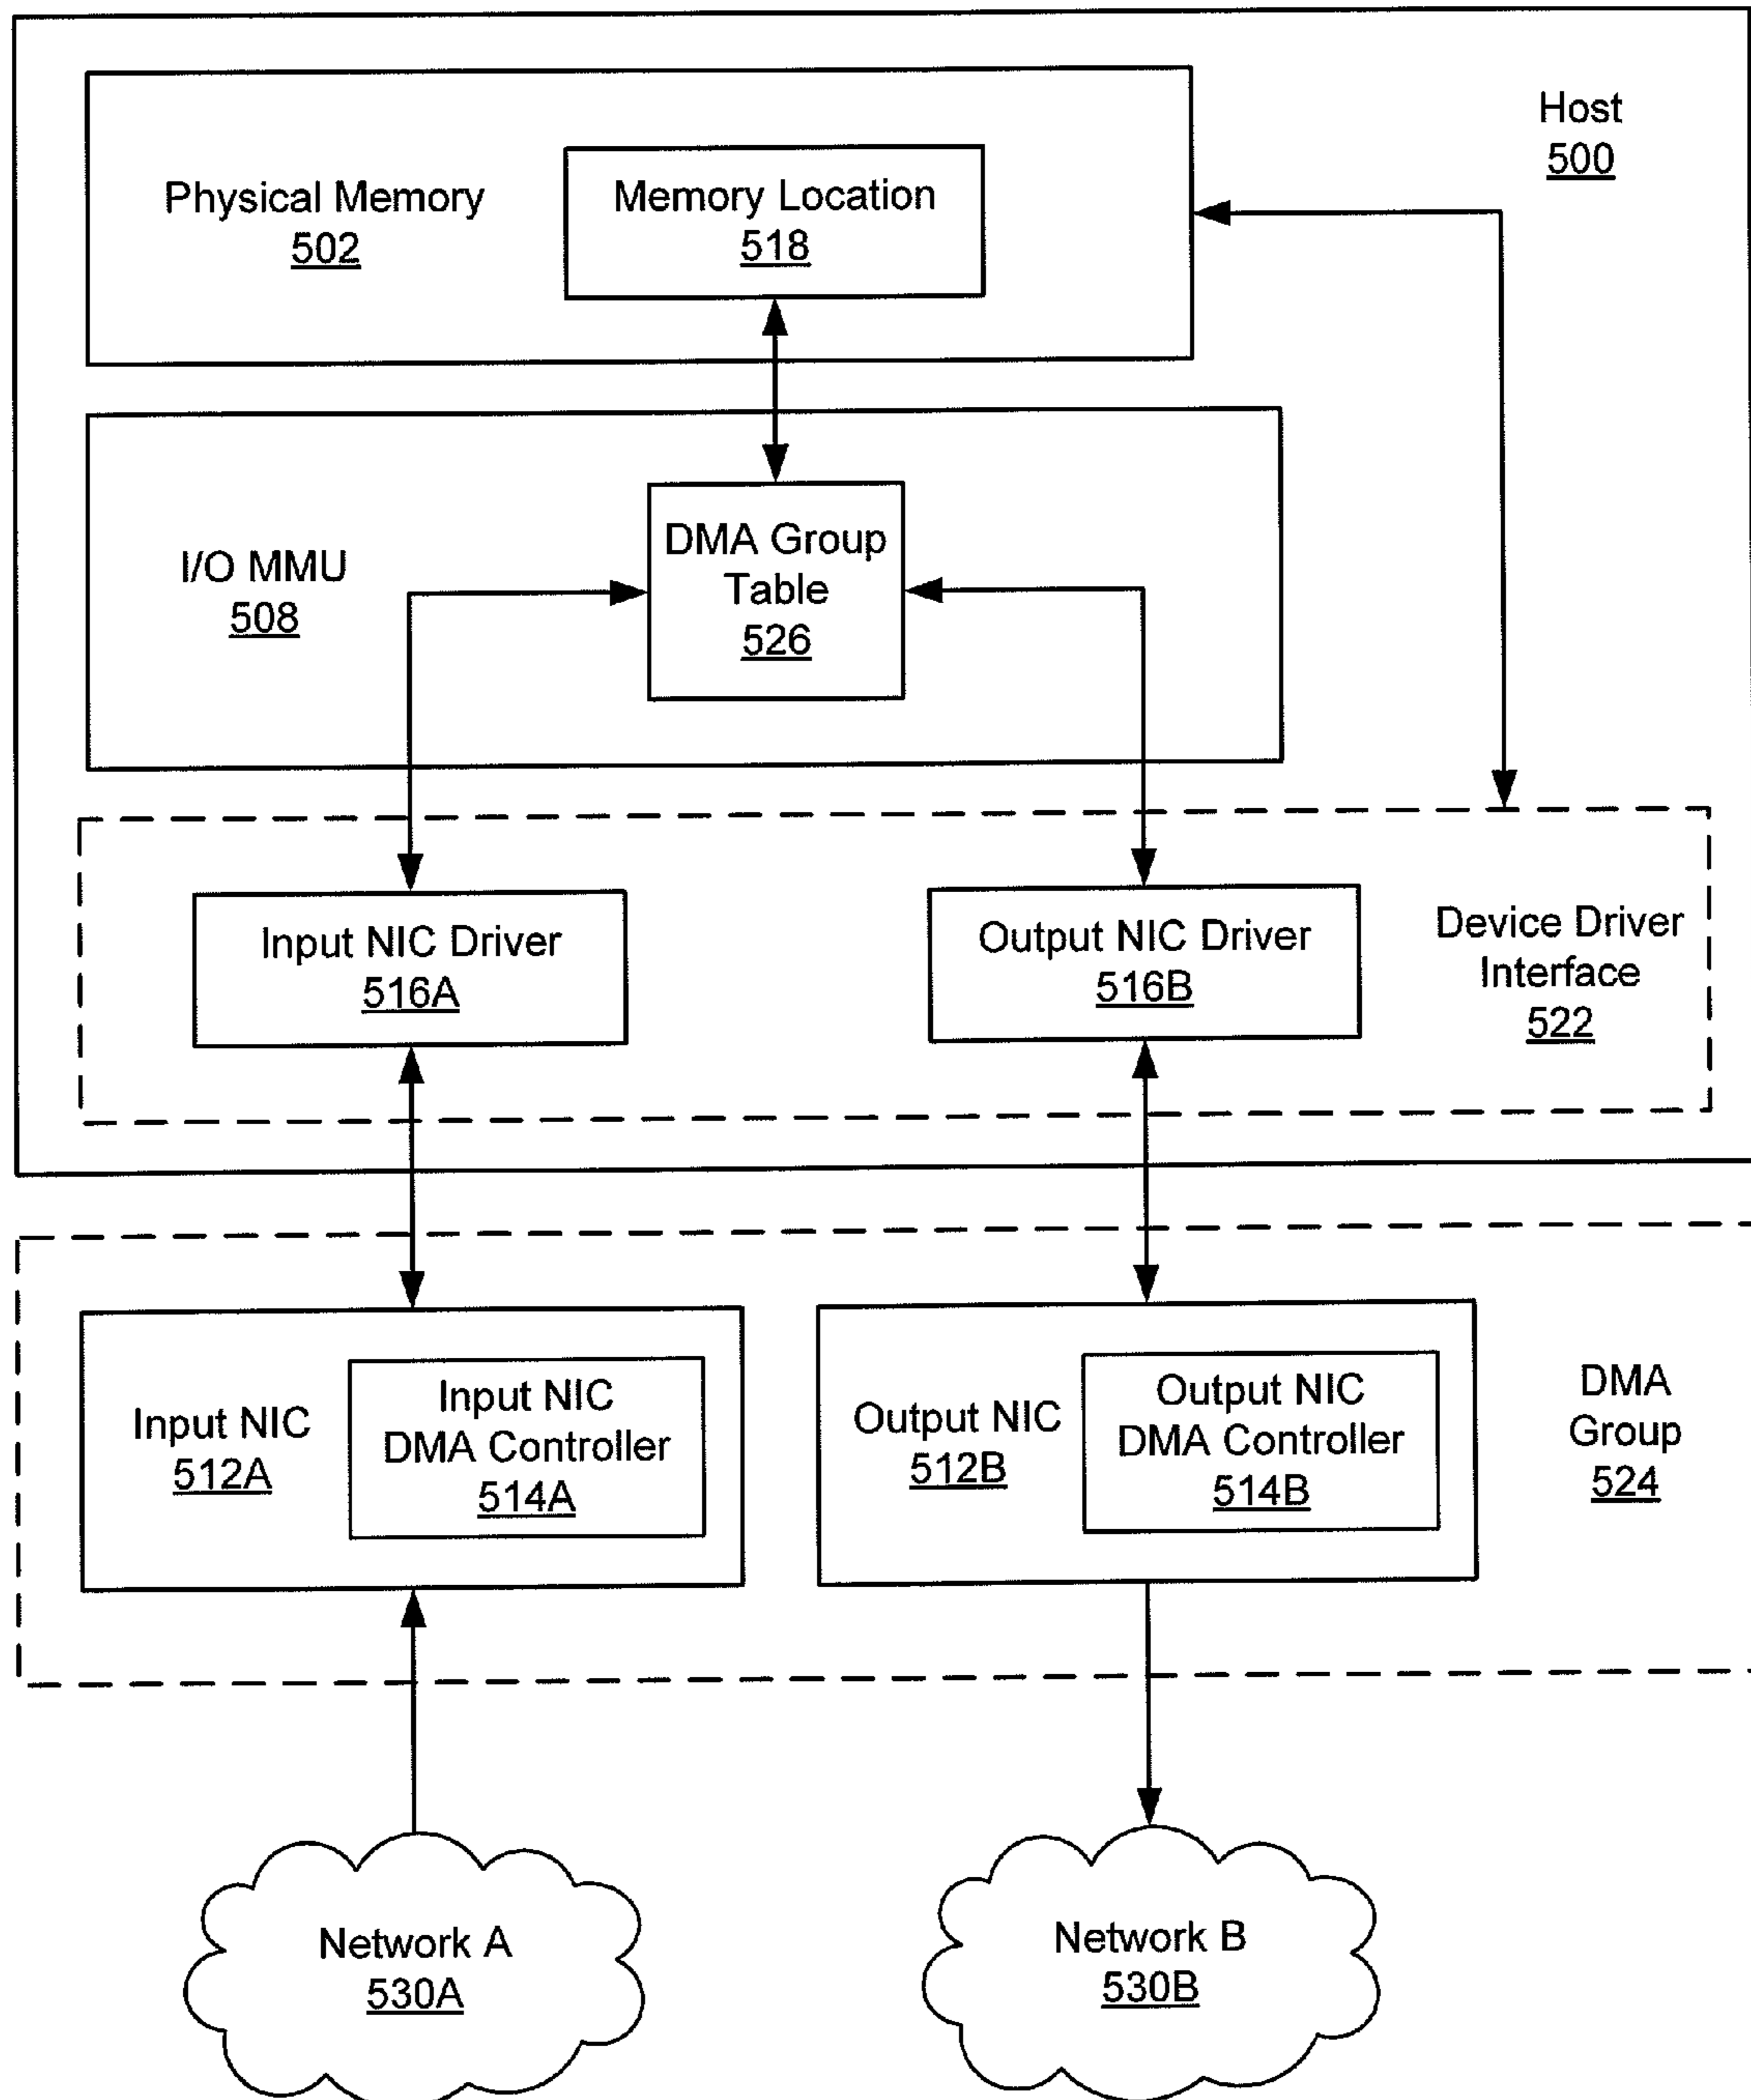 Host
500
Physical Memory
502
Memory Location
518
I/O MMU
508
DMA Group
Table
526
Input NIC Driver
516A
Output NIC Driver
516B
Device Driver
Interface
522
Input NIC
512A
Input NIC
DMA Controller
514A
Output NIC
512B
Output NIC
DMA Controller
514B
DMA
Group
524
Network A
530A
Network B
530B